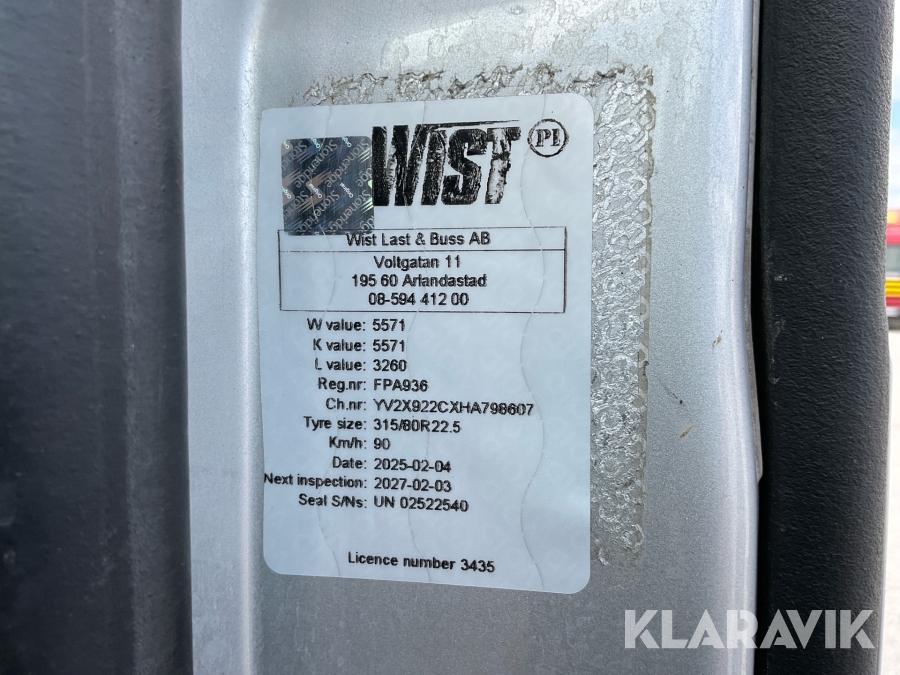 WIST PI
Stoneridge
Wist Last & Buss AB
Voltgatan 11
195 60 Arlandastad
08-594 412 00
W value: 5571
K value: 5571
L value: 3260
Reg.nr: FPA936
Ch.nr: YV2X922CXHA798607
Tyre size: 315/80R22.5
Km/h: 90
Date: 2025-02-04
Next inspection: 2027-02-03
Seal S/Ns: UN 02522540
Licence number 3435
KLARAVIK